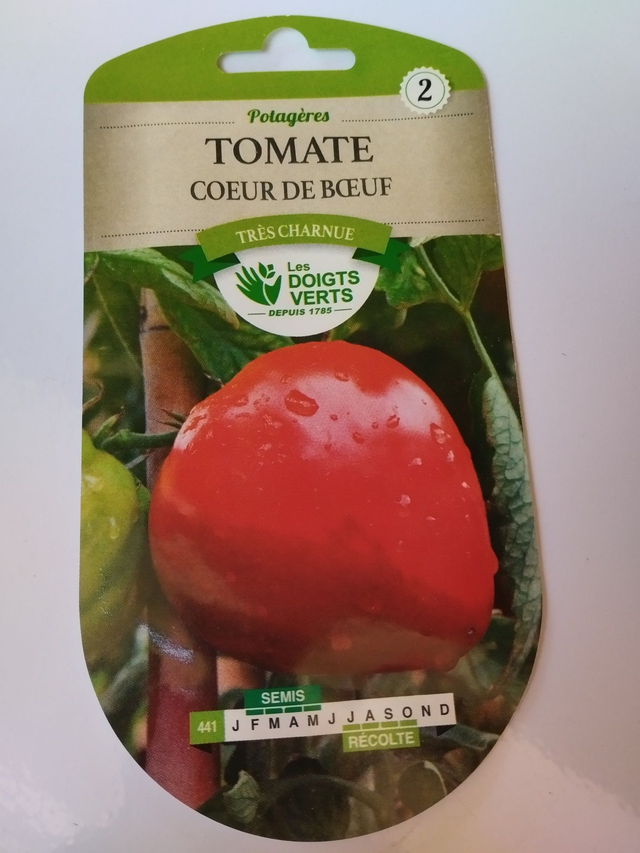 2
Potagères
TOMATE
COEUR DE BŒUF
TRÈS CHARNUE
Les
DOIGTS
VERTS
DEPUIS 1785
SEMIS
441 J F M A M J J A S O N D
RÉCOLTE